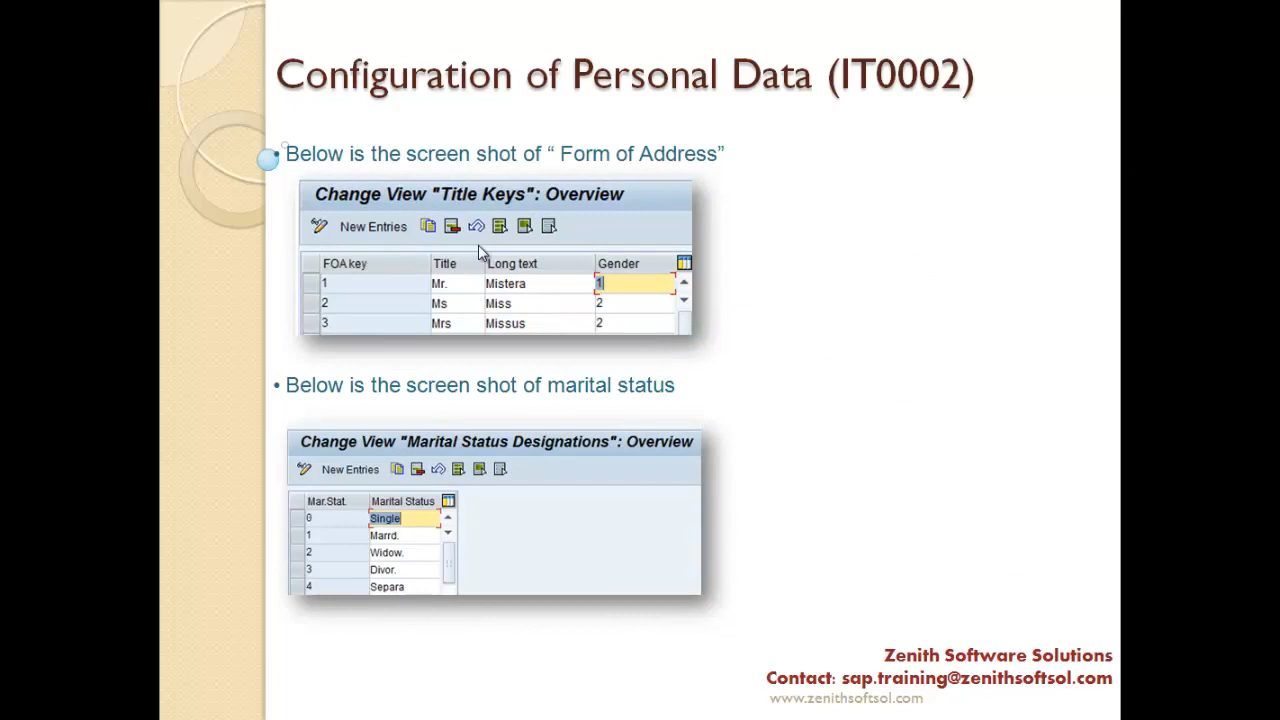 Configuration of Personal Data (IT0002)
• Below is the screen shot of “ Form of Address”
Change View "Title Keys": Overview
New Entries
FOA key Title Long text Gender
1 Mr. Mistera 1
2 Ms Miss 2
3 Mrs Missus 2
• Below is the screen shot of marital status
Change View "Marital Status Designations": Overview
New Entries
Mar.Stat. Marital Status
0 Single
1 Marrd.
2 Widow.
3 Divor.
4 Separa
Zenith Software Solutions
Contact: sap.training@zenithsoftsol.com
www.zenithsoftsol.com